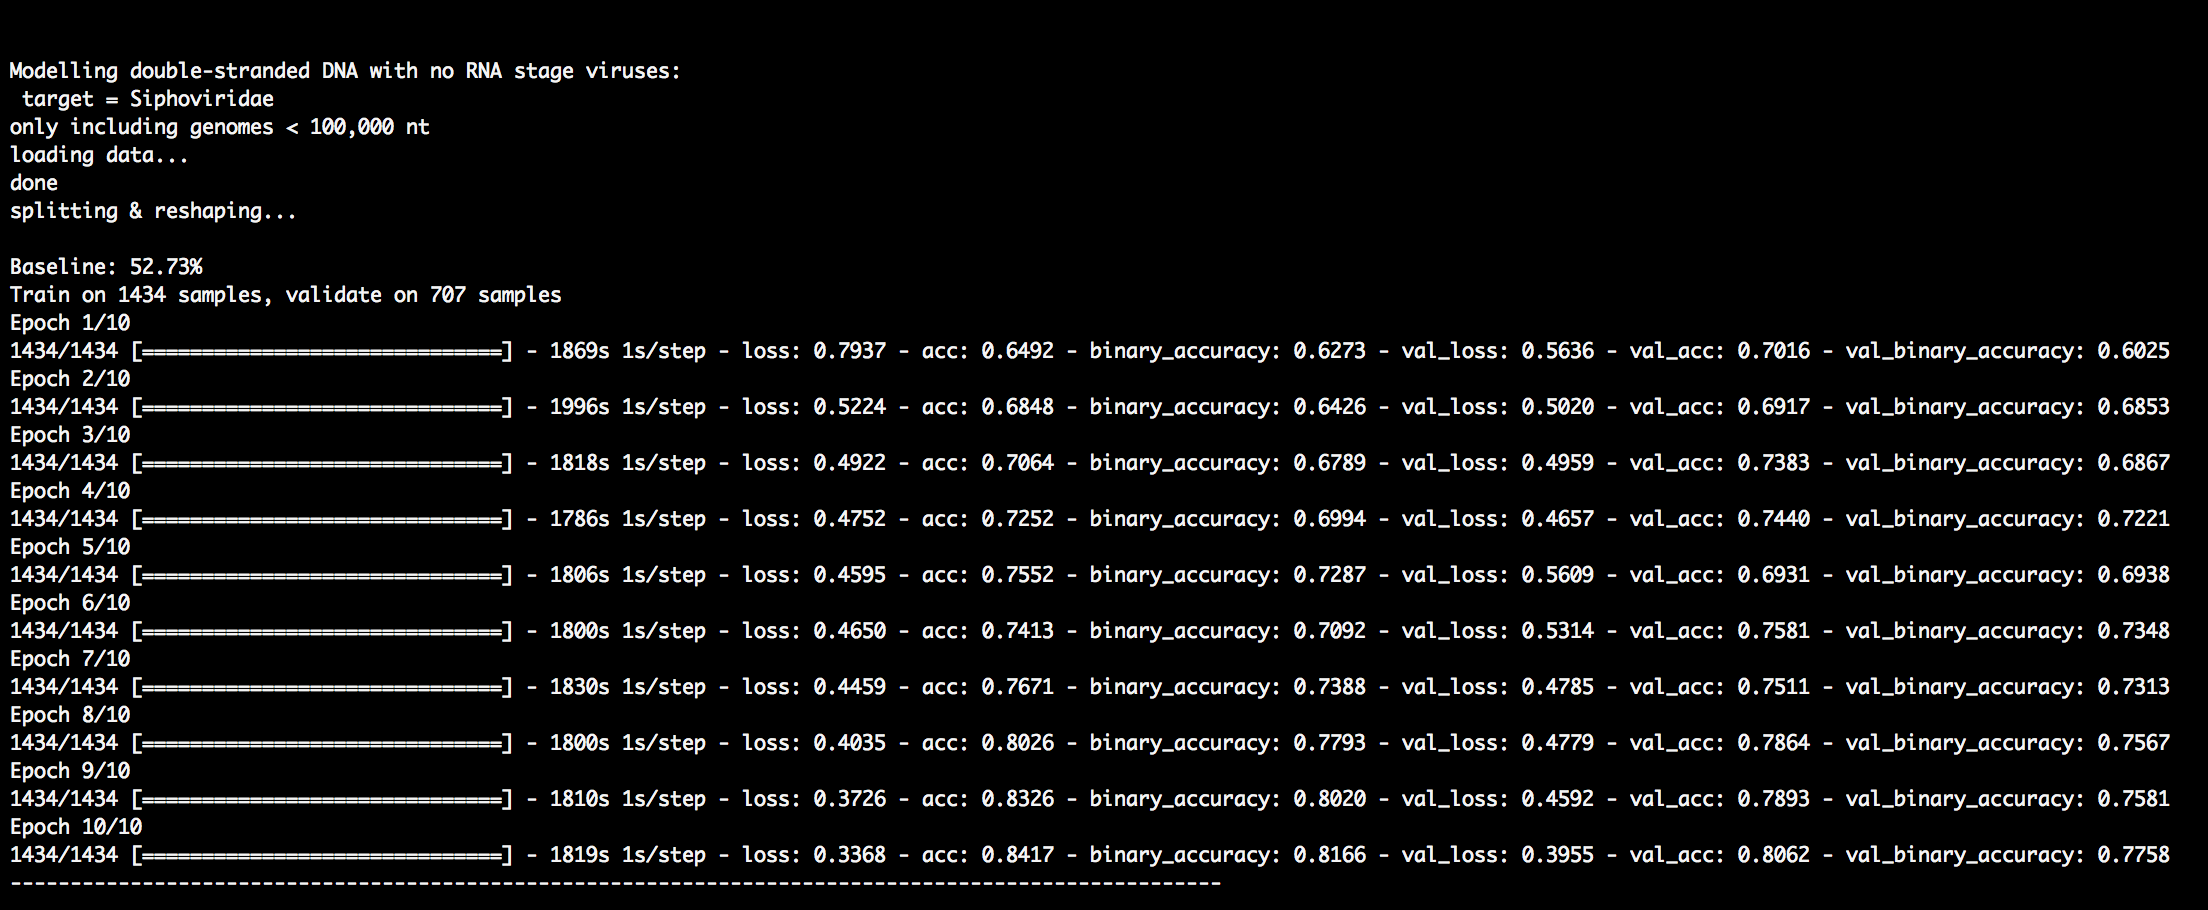 Modelling double-stranded DNA with no RNA stage viruses:
 target = Siphoviridae
only including genomes < 100,000 nt
loading data...
done
splitting & reshaping...

Baseline: 52.73%
Train on 1434 samples, validate on 707 samples
Epoch 1/10
1434/1434 [==============================] - 1869s 1s/step - loss: 0.7937 - acc: 0.6492 - binary_accuracy: 0.6273 - val_loss: 0.5636 - val_acc: 0.7016 - val_binary_accuracy: 0.6025
Epoch 2/10
1434/1434 [==============================] - 1996s 1s/step - loss: 0.5224 - acc: 0.6848 - binary_accuracy: 0.6426 - val_loss: 0.5020 - val_acc: 0.6917 - val_binary_accuracy: 0.6853
Epoch 3/10
1434/1434 [==============================] - 1818s 1s/step - loss: 0.4922 - acc: 0.7064 - binary_accuracy: 0.6789 - val_loss: 0.4959 - val_acc: 0.7383 - val_binary_accuracy: 0.6867
Epoch 4/10
1434/1434 [==============================] - 1786s 1s/step - loss: 0.4752 - acc: 0.7252 - binary_accuracy: 0.6994 - val_loss: 0.4657 - val_acc: 0.7440 - val_binary_accuracy: 0.7221
Epoch 5/10
1434/1434 [==============================] - 1806s 1s/step - loss: 0.4595 - acc: 0.7552 - binary_accuracy: 0.7287 - val_loss: 0.5609 - val_acc: 0.6931 - val_binary_accuracy: 0.6938
Epoch 6/10
1434/1434 [==============================] - 1800s 1s/step - loss: 0.4650 - acc: 0.7413 - binary_accuracy: 0.7092 - val_loss: 0.5314 - val_acc: 0.7581 - val_binary_accuracy: 0.7348
Epoch 7/10
1434/1434 [==============================] - 1830s 1s/step - loss: 0.4459 - acc: 0.7671 - binary_accuracy: 0.7388 - val_loss: 0.4785 - val_acc: 0.7511 - val_binary_accuracy: 0.7313
Epoch 8/10
1434/1434 [==============================] - 1800s 1s/step - loss: 0.4035 - acc: 0.8026 - binary_accuracy: 0.7793 - val_loss: 0.4779 - val_acc: 0.7864 - val_binary_accuracy: 0.7567
Epoch 9/10
1434/1434 [==============================] - 1810s 1s/step - loss: 0.3726 - acc: 0.8326 - binary_accuracy: 0.8020 - val_loss: 0.4592 - val_acc: 0.7893 - val_binary_accuracy: 0.7581
Epoch 10/10
1434/1434 [==============================] - 1819s 1s/step - loss: 0.3368 - acc: 0.8417 - binary_accuracy: 0.8166 - val_loss: 0.3955 - val_acc: 0.8062 - val_binary_accuracy: 0.7758
-----------------------------------------------------------------------------------------------------